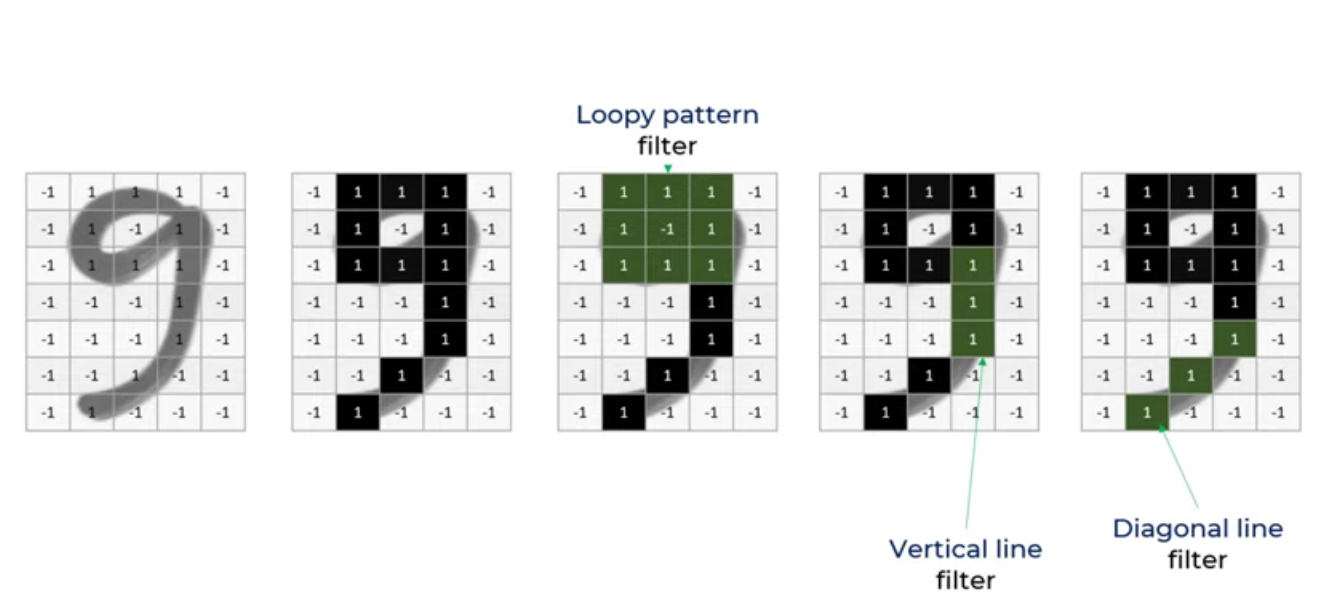 Loopy pattern
filter
-1 1 1 1 -1 -1 1 1 1 -1 -1 1 1 1 -1 -1 1 1 1 -1 -1 1 1 1 -1
-1 1 -1 1 -1 -1 1 -1 1 -1 -1 1 -1 1 -1 -1 1 -1 1 -1 -1 1 -1 1 -1
-1 1 1 1 -1 -1 1 1 1 -1 -1 1 1 1 -1 -1 1 1 1 -1 -1 1 1 1 -1
-1 -1 -1 1 -1 -1 -1 -1 1 -1 -1 -1 -1 1 -1 -1 -1 -1 1 -1 -1 -1 -1 1 -1
-1 -1 -1 1 -1 -1 -1 -1 1 -1 -1 -1 -1 1 -1 -1 -1 -1 1 -1 -1 -1 -1 1 -1
-1 -1 1 -1 -1 -1 -1 1 -1 -1 -1 -1 1 -1 -1 -1 -1 1 -1 -1 -1 -1 1 -1 -1
-1 1 -1 -1 -1 -1 1 -1 -1 -1 -1 1 -1 -1 -1 -1 1 -1 -1 -1 -1 1 -1 -1 -1
Vertical line
filter
Diagonal line
filter